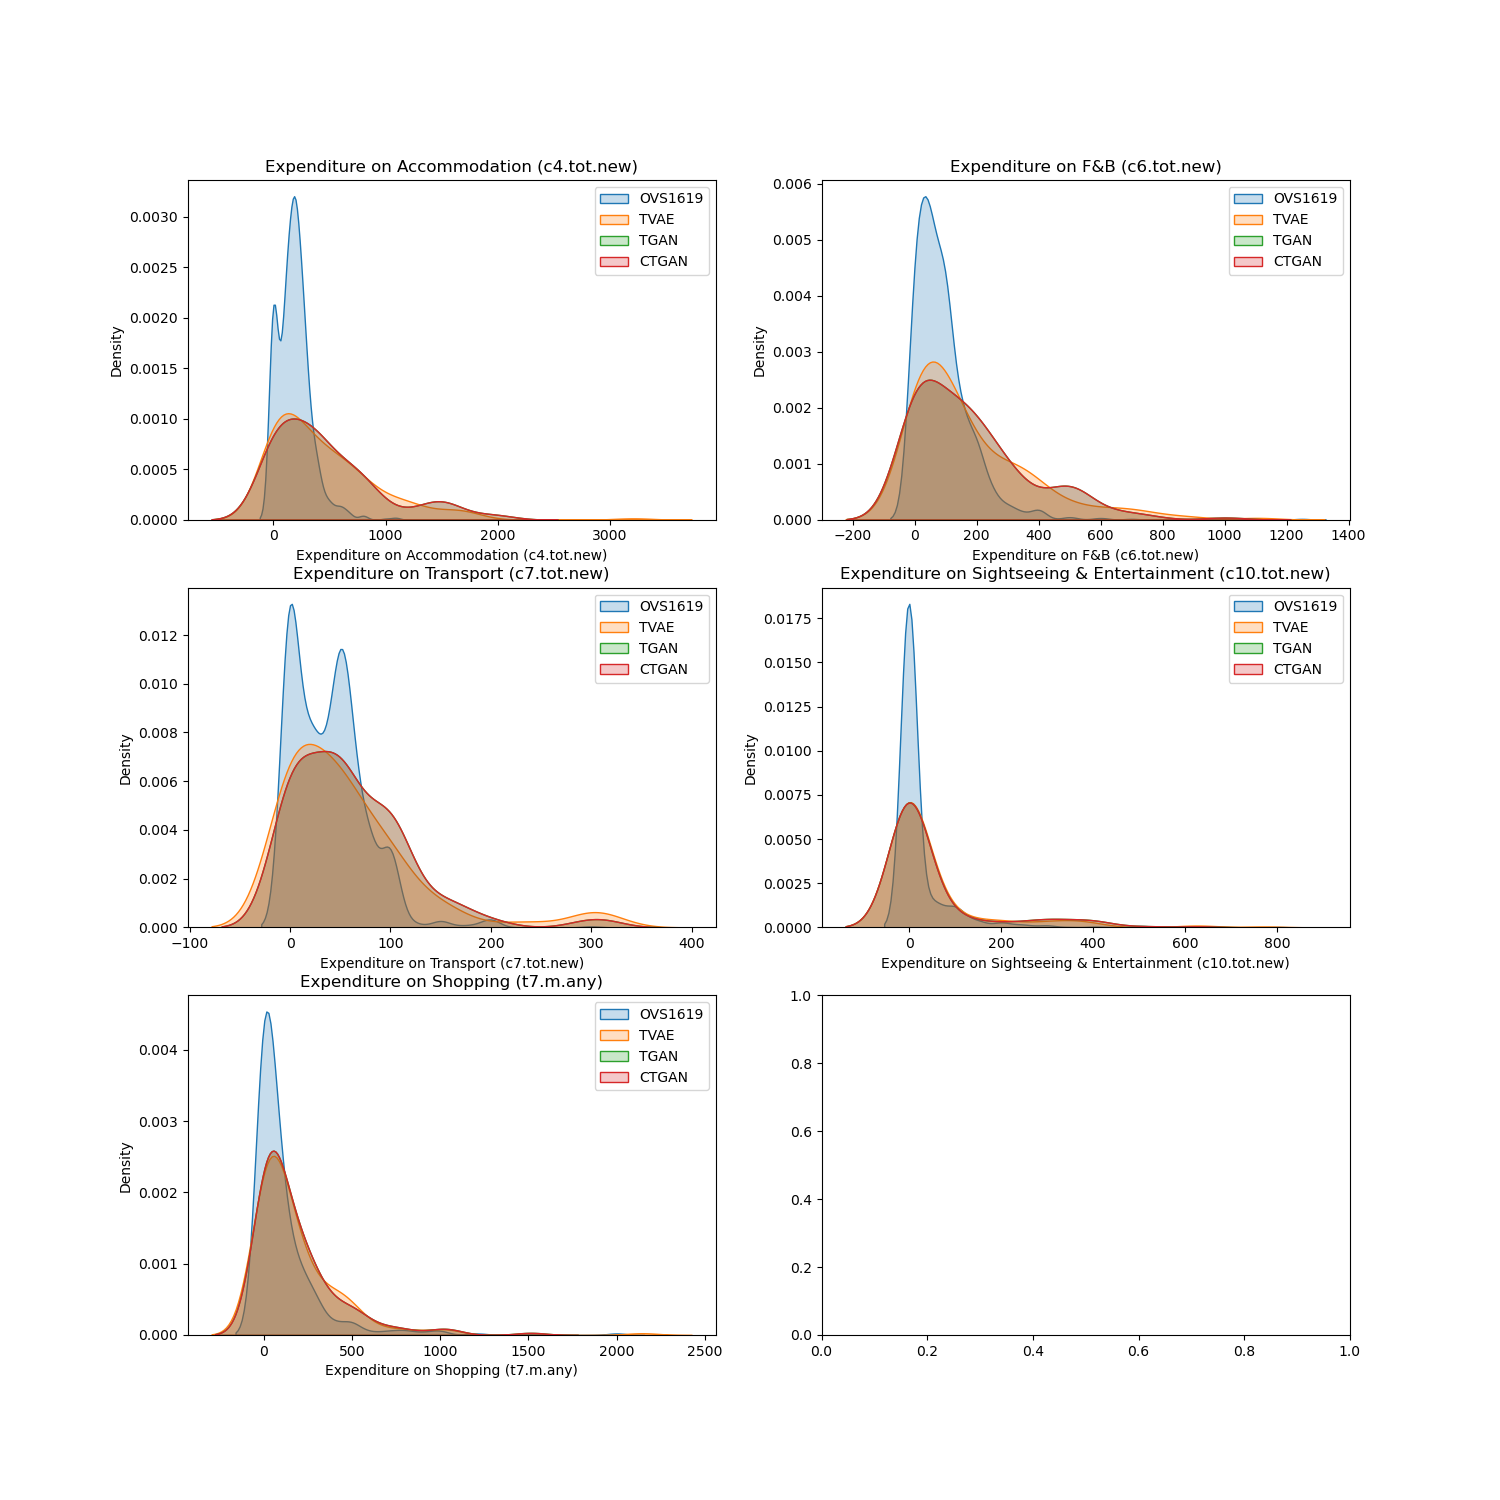 Expenditure on Accommodation (c4.tot.new)
Density
0.0030
0.0025
0.0020
0.0015
0.0010
0.0005
0.0000
OVS1619
TVAE
TGAN
CTGAN
0 1000 2000 3000
Expenditure on Accommodation (c4.tot.new)
Expenditure on F&B (c6.tot.new)
Density
0.006
0.005
0.004
0.003
0.002
0.001
0.000
OVS1619
TVAE
TGAN
CTGAN
−200 0 200 400 600 800 1000 1200 1400
Expenditure on F&B (c6.tot.new)
Expenditure on Transport (c7.tot.new)
Density
0.012
0.010
0.008
0.006
0.004
0.002
0.000
OVS1619
TVAE
TGAN
CTGAN
−100 0 100 200 300 400
Expenditure on Transport (c7.tot.new)
Expenditure on Sightseeing & Entertainment (c10.tot.new)
Density
0.0175
0.0150
0.0125
0.0100
0.0075
0.0050
0.0025
0.0000
OVS1619
TVAE
TGAN
CTGAN
0 200 400 600 800
Expenditure on Sightseeing & Entertainment (c10.tot.new)
Expenditure on Shopping (t7.m.any)
Density
0.004
0.003
0.002
0.001
0.000
OVS1619
TVAE
TGAN
CTGAN
0 500 1000 1500 2000 2500
Expenditure on Shopping (t7.m.any)
1.0
0.8
0.6
0.4
0.2
0.0
0.0 0.2 0.4 0.6 0.8 1.0